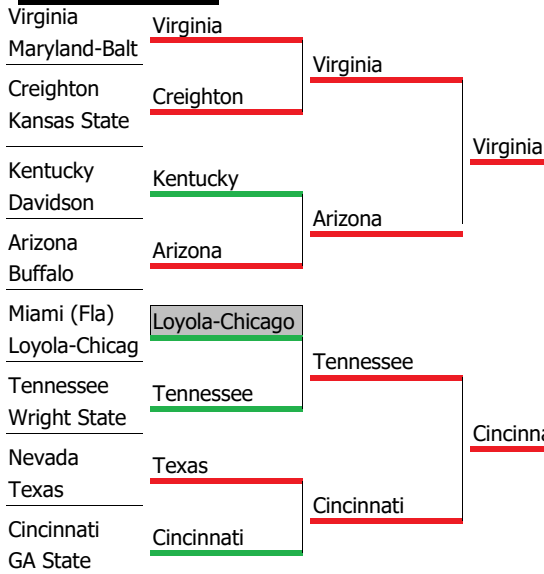 Virginia
Maryland-Balt
Creighton
Kansas State
Kentucky
Davidson
Arizona
Buffalo
Miami (Fla)
Loyola-Chicag
Tennessee
Wright State
Nevada
Texas
Cincinnati
GA State
Virginia
Creighton
Kentucky
Arizona
Loyola-Chicago
Tennessee
Texas
Cincinnati
Virginia
Arizona
Tennessee
Cincinnati
Virginia
Cinninna